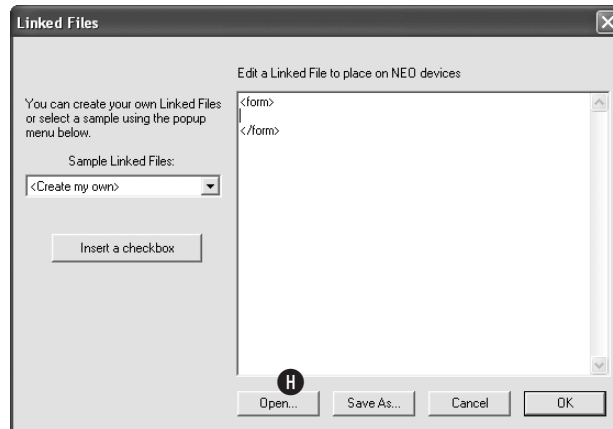 Linked Files
Edit a Linked File to place on NEO devices
You can create your own Linked Files
or select a sample using the popup
menu below.
Sample Linked Files:
<Create my own>
Insert a checkbox
<form>
</form>
H
Open...
Save As...
Cancel
OK